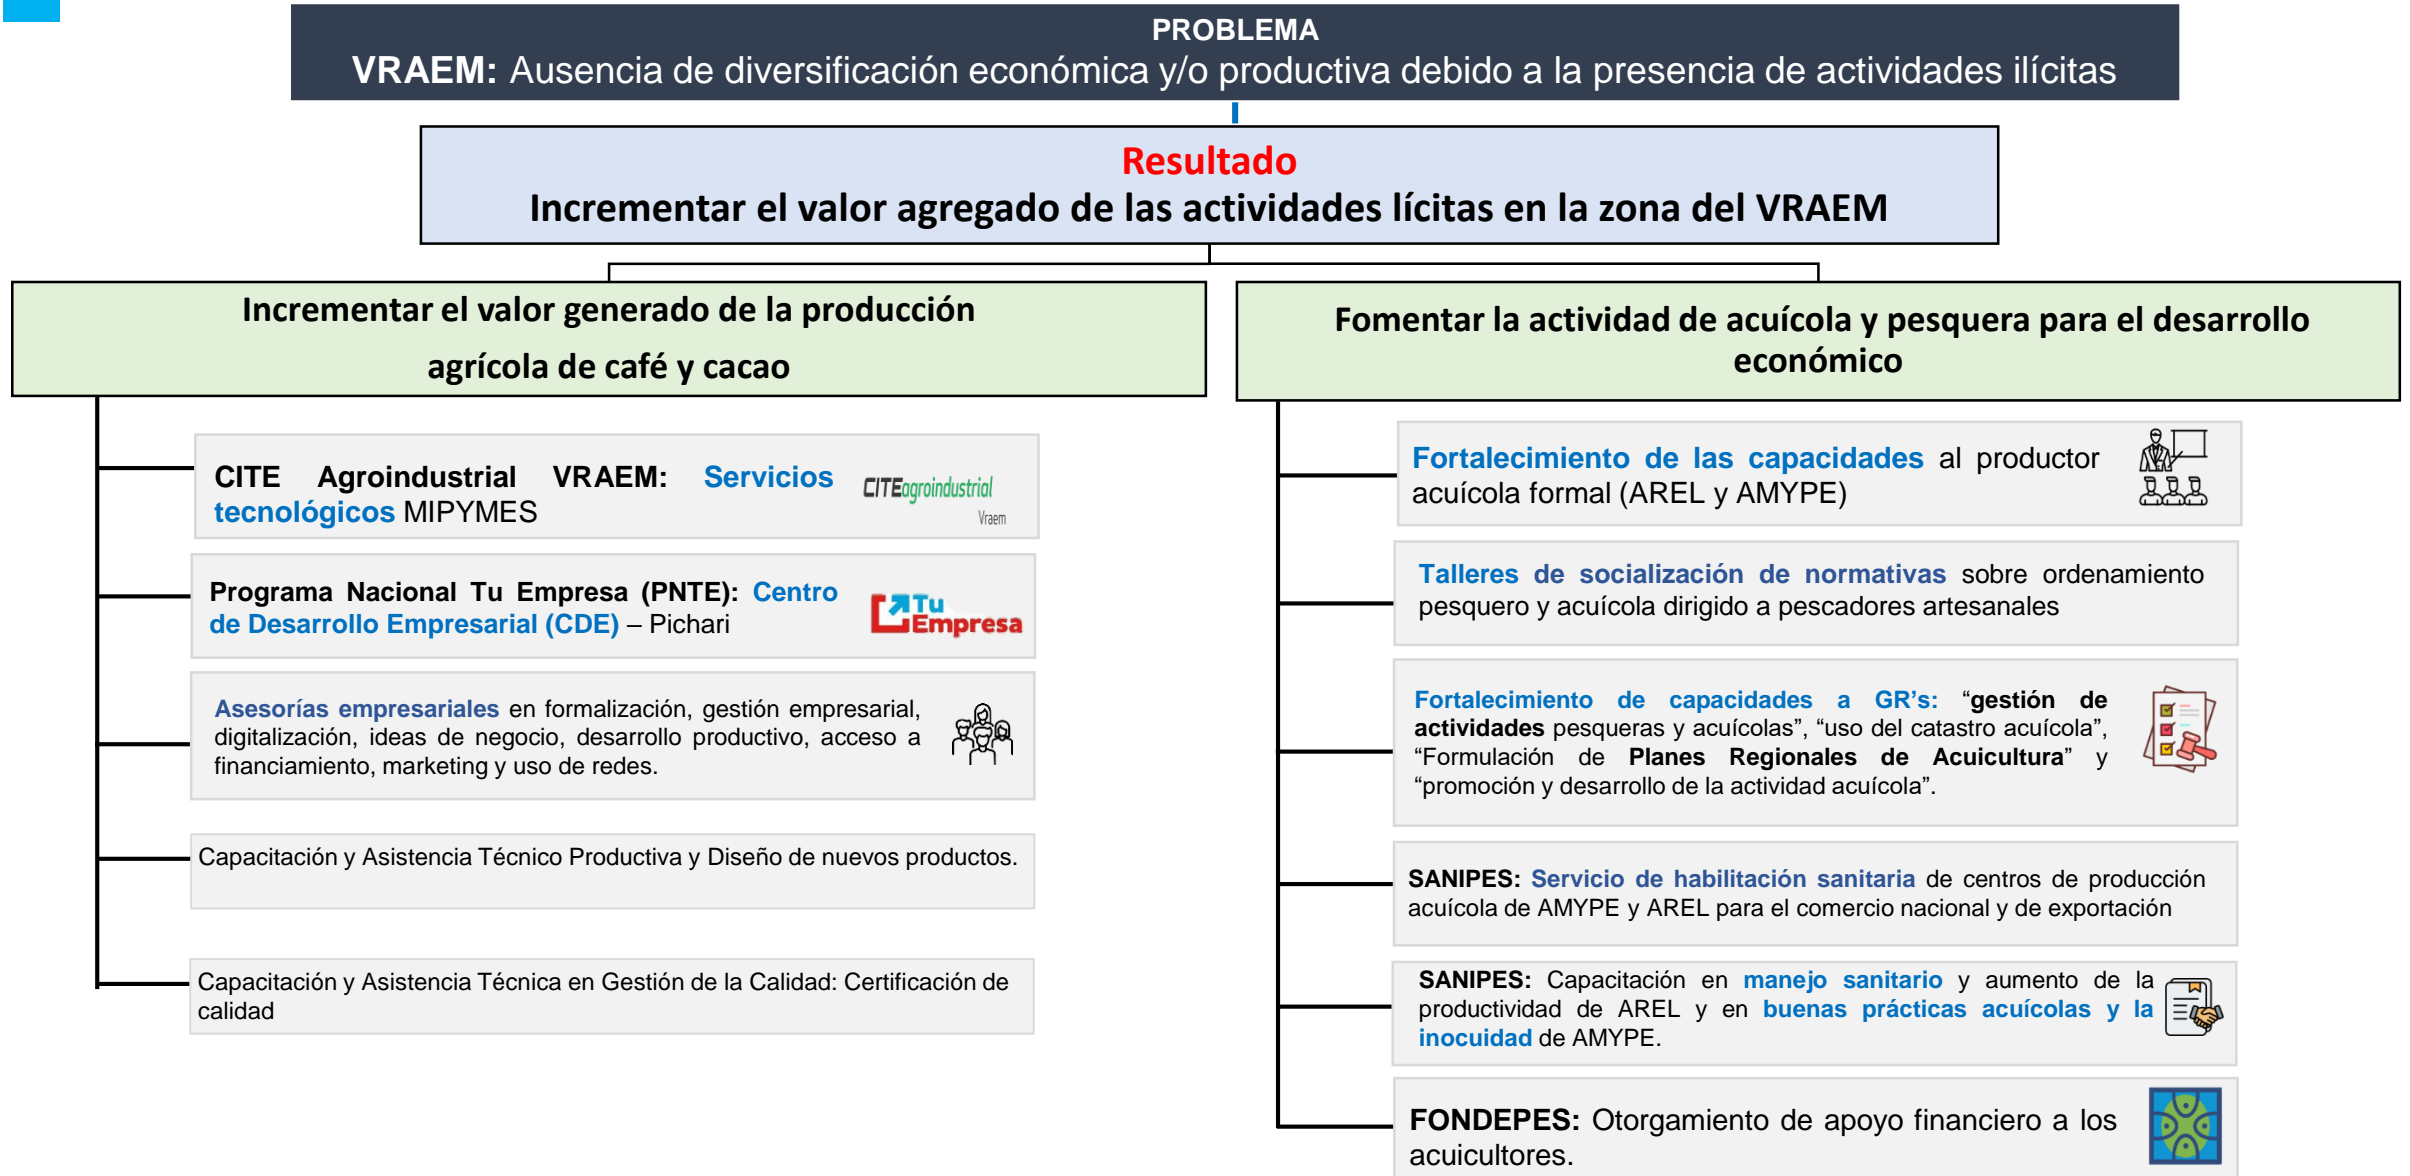 PROBLEMA
VRAEM: Ausencia de diversificación económica y/o productiva debido a la presencia de actividades ilícitas
Resultado
Incrementar el valor agregado de las actividades lícitas en la zona del VRAEM
Incrementar el valor generado de la producción
agrícola de café y cacao
CITE Agroindustrial VRAEM: Servicios
tecnológicos MIPYMES
CITEagroindustrial
Vraem
Programa Nacional Tu Empresa (PNTE): Centro
de Desarrollo Empresarial (CDE) – Pichari
Tu
Empresa
Asesorías empresariales en formalización, gestión empresarial,
digitalización, ideas de negocio, desarrollo productivo, acceso a
financiamiento, marketing y uso de redes.
Capacitación y Asistencia Técnico Productiva y Diseño de nuevos productos.
Capacitación y Asistencia Técnica en Gestión de la Calidad: Certificación de
calidad
Fomentar la actividad de acuícola y pesquera para el desarrollo
económico
Fortalecimiento de las capacidades al productor
acuícola formal (AREL y AMYPE)
Talleres de socialización de normativas sobre ordenamiento
pesquero y acuícola dirigido a pescadores artesanales
Fortalecimiento de capacidades a GR’s: “gestión de
actividades pesqueras y acuícolas”, “uso del catastro acuícola”,
“Formulación de Planes Regionales de Acuicultura” y
“promoción y desarrollo de la actividad acuícola”.
SANIPES: Servicio de habilitación sanitaria de centros de producción
acuícola de AMYPE y AREL para el comercio nacional y de exportación
SANIPES: Capacitación en manejo sanitario y aumento de la
productividad de AREL y en buenas prácticas acuícolas y la
inocuidad de AMYPE.
FONDEPES: Otorgamiento de apoyo financiero a los
acuicultores.